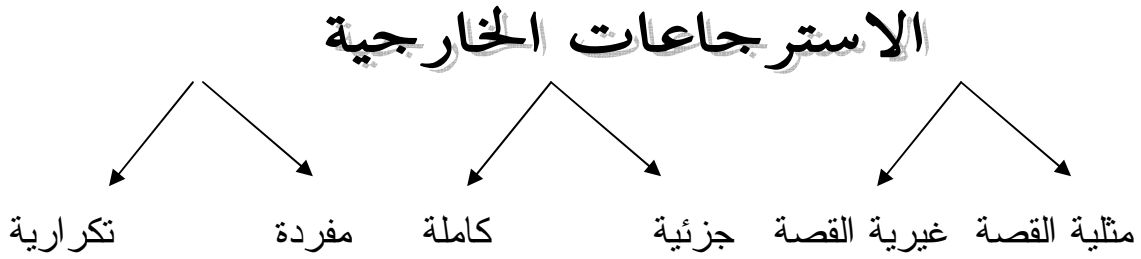 الاسترجاعات الخارجية
مثلية القصة غيرية القصة جزئية كاملة مفردة تكرارية